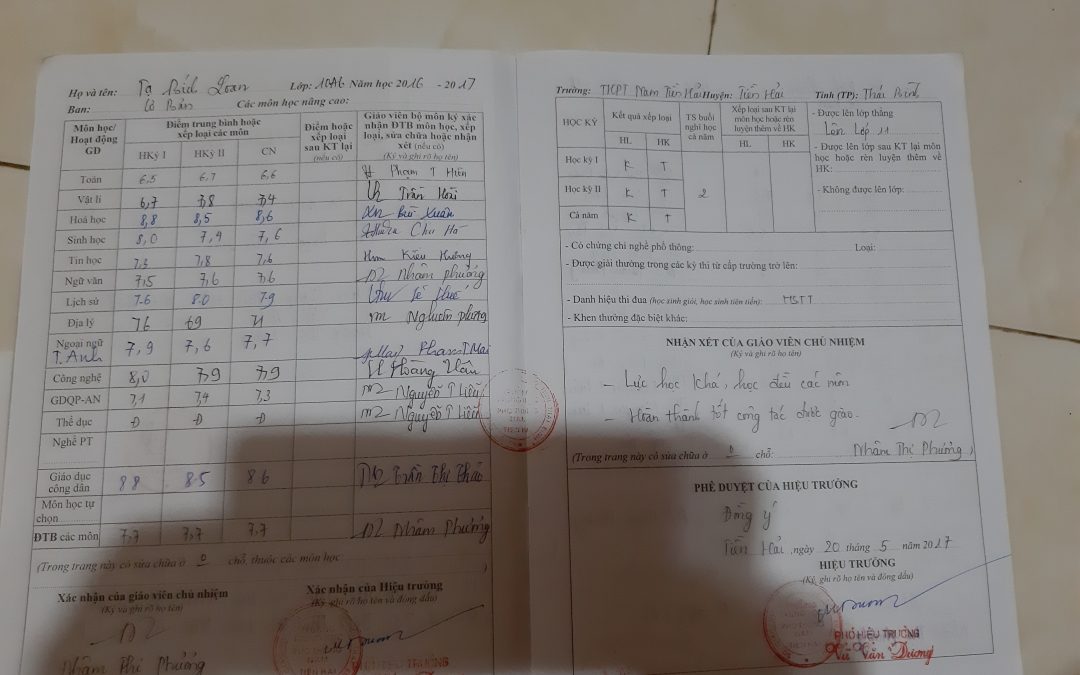 Họ và tên: Tạ Bích Loan Lớp: 10A6 Năm học 2016 - 2017
Ban: Cơ Bản Các môn học nâng cao:
Môn học/ Hoạt động GD
Điểm trung bình hoặc xếp loại các môn
HKỳ I HKỳ II CN
Điểm hoặc xếp loại sau KT lại (nếu có)
Giáo viên bộ môn ký xác nhận ĐTB môn học, xếp loại, sửa chữa hoặc nhận xét (nếu có)
(Ký và ghi rõ họ tên)
Toán 6,5 6,7 6,6 Phạm T Hiền
Vật lí 6,7 7,8 7,4 Trần Hoài
Hoá học 8,8 8,5 8,6 Bùi Xuân
Sinh học 8,0 7,4 7,6 Chu Hà
Tin học 7,3 7,8 7,6 Kiều Hương
Ngữ văn 7,5 7,6 7,6 Nhâm Phượng
Lịch sử 7.6 8.0 7.9
Địa lý 7,6 6,9 7,1
Ngoại ngữ T. Anh 7,9 7,6 7,7 Phạm T Mai
Công nghệ 8,0 7,9 7,9 Hoàng Vân
GDQP-AN 7,1 7,4 7,3 Nguyễn T Liễu
Thể dục Đ Đ Đ Nguyễn T Liễu
Nghề PT
Giáo dục công dân 8.8 8.5 8.6 Trần Thị Thảo
Môn học tự chọn
ĐTB các môn 7,7 7,7 7,7 Nhâm Phượng
(Trong trang này có sửa chữa ở 0 chỗ, thuộc các môn học )
Xác nhận của giáo viên chủ nhiệm
(Ký và ghi rõ họ tên)
Nhâm Thị Phượng
Xác nhận của Hiệu trưởng
(Ký, ghi rõ họ tên và đóng dấu)
PHÓ HIỆU TRƯỞNG
Trường: THPT Nam Tiền Hải Huyện: Tiền Hải Tỉnh (TP): Thái Bình
HỌC KỲ
Kết quả xếp loại
HL HK
TS buổi nghỉ học cả năm
Xếp loại sau KT lại môn học hoặc rèn luyện thêm về HK
HL HK
Học kỳ I K T
Học kỳ II K T 2
Cả năm K T
- Được lên lớp thẳng
Lên Lớp 11
- Được lên lớp sau KT lại môn học hoặc rèn luyện thêm về HK:
- Không được lên lớp:
- Có chứng chỉ nghề phổ thông: Loại:
- Được giải thưởng trong các kỳ thi từ cấp trường trở lên:
- Danh hiệu thi đua (học sinh giỏi, học sinh tiên tiến): HSTT
- Khen thưởng đặc biệt khác:
NHẬN XÉT CỦA GIÁO VIÊN CHỦ NHIỆM
(Ký và ghi rõ họ tên)
- Lực học Khá, học đều các môn
- Hoàn thành tốt công tác được giao.
Nhâm Thị Phượng
(Trong trang này có sửa chữa ở 0 chỗ: )
PHÊ DUYỆT CỦA HIỆU TRƯỞNG
Đồng ý
Tiền Hải, ngày 20 tháng 5 năm 2017
HIỆU TRƯỞNG
(Ký, ghi rõ họ tên và đóng dấu)
PHÓ HIỆU TRƯỞNG
Vũ Văn Dương